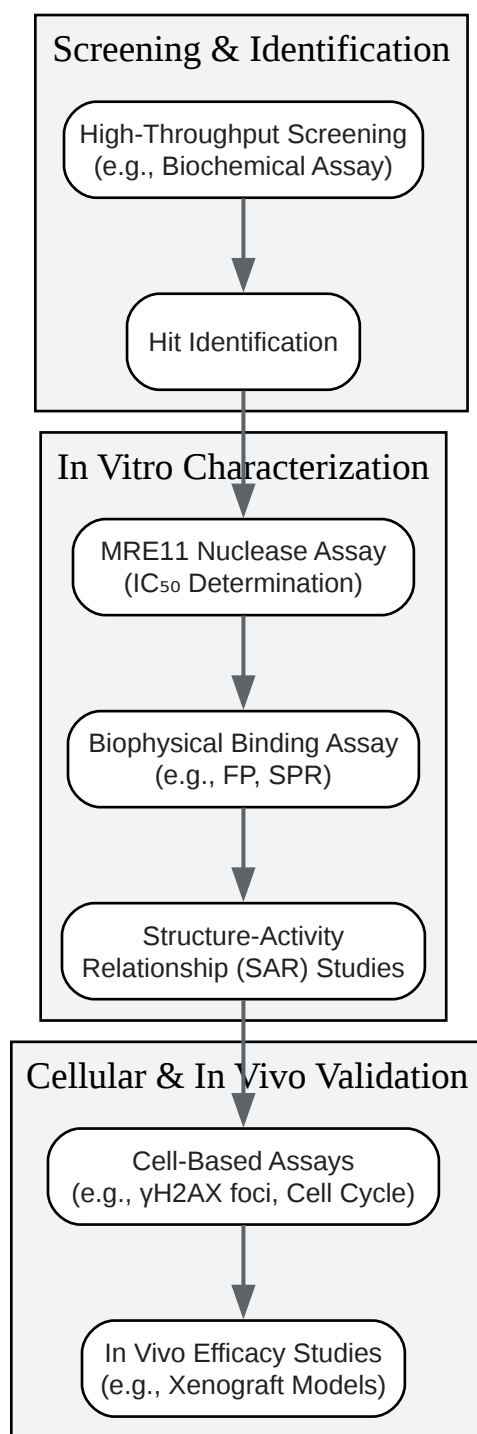 Screening & Identification
High-Throughput Screening
(e.g., Biochemical Assay)
Hit Identification
In Vitro Characterization
MRE11 Nuclease Assay
(IC₅₀ Determination)
Biophysical Binding Assay
(e.g., FP, SPR)
Structure-Activity
Relationship (SAR) Studies
Cellular & In Vivo Validation
Cell-Based Assays
(e.g., γH2AX foci, Cell Cycle)
In Vivo Efficacy Studies
(e.g., Xenograft Models)